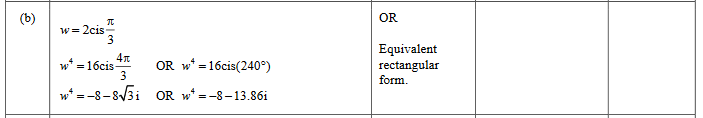 (b)
w = 2cis π/3
OR
w⁴ = 16cis 4π/3 OR w⁴ = 16cis(240°)
Equivalent
rectangular
form.
w⁴ = −8 − 8√3i OR w⁴ = −8 − 13.86i